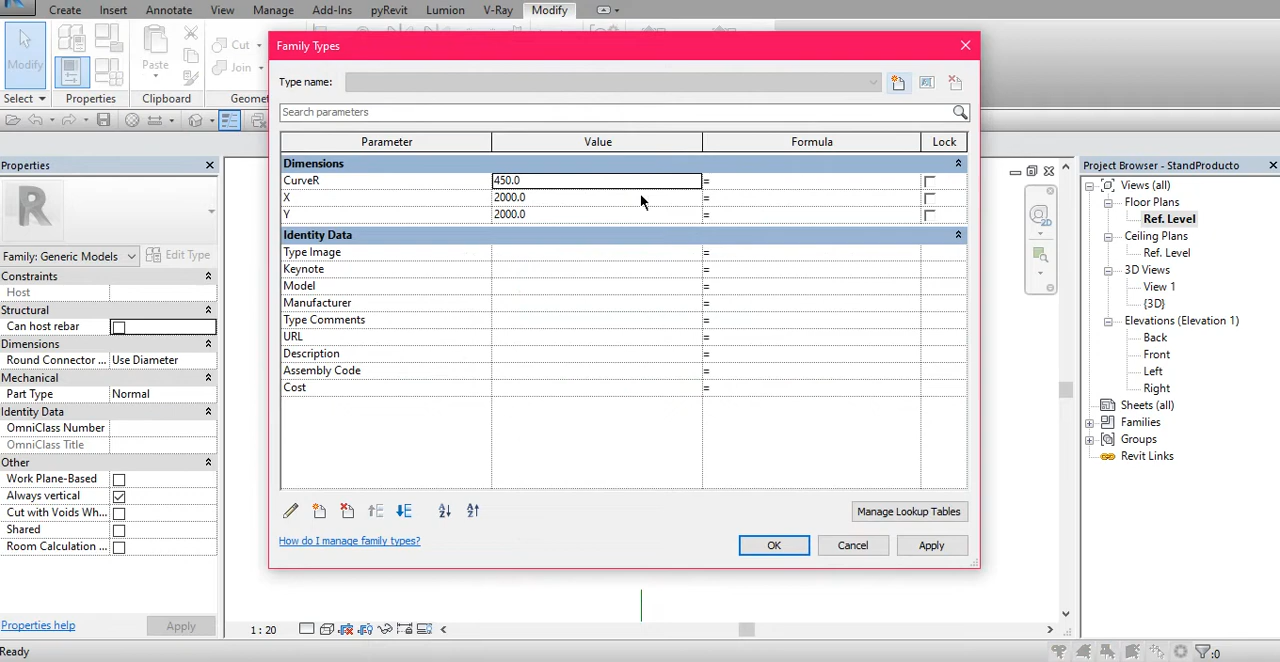 Create Insert Annotate View Manage Add-Ins pyRevit Lumion V-Ray Modify
Modify
Paste
Cut
Join
Select Properties Clipboard Geome
Family Types
Type name:
Search parameters
Parameter Value Formula Lock
Dimensions
CurveR 450.0 =
X 2000.0 =
Y 2000.0 =
Identity Data
Type Image =
Keynote =
Model =
Manufacturer =
Type Comments =
URL =
Description =
Assembly Code =
Cost =
Manage Lookup Tables
How do I manage family types?
OK Cancel Apply
Properties
R
Family: Generic Models Edit Type
Constraints
Host
Structural
Can host rebar
Dimensions
Round Connector ... Use Diameter
Mechanical
Part Type Normal
Identity Data
OmniClass Number
OmniClass Title
Other
Work Plane-Based
Always vertical
Cut with Voids Wh...
Shared
Room Calculation ...
Properties help Apply
Project Browser - StandProducto
Views (all)
Floor Plans
Ref. Level
Ceiling Plans
Ref. Level
3D Views
View 1
{3D}
Elevations (Elevation 1)
Back
Front
Left
Right
Sheets (all)
Families
Groups
Revit Links
2D
1 : 20
Ready
:0